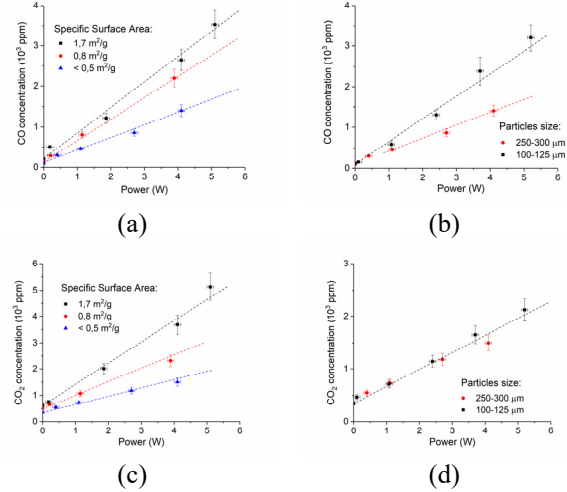 Specific Surface Area:
1,7 m²/g
0,8 m²/g
< 0,5 m²/g
CO concentration (10³ ppm)
4
3
2
1
0
0 1 2 3 4 5 6
Power (W)
(a)
CO concentration (10³ ppm)
4
3
2
1
0
Particles size:
250-300 µm
100-125 µm
0 1 2 3 4 5 6
Power (W)
(b)
CO₂ concentration (10³ ppm)
6
5
4
3
2
1
0
Specific Surface Area:
1,7 m²/g
0,8 m²/g
< 0,5 m²/g
0 1 2 3 4 5 6
Power (W)
(c)
CO₂ concentration (10³ ppm)
3
2
1
0
Particles size:
250-300 µm
100-125 µm
0 1 2 3 4 5 6
Power (W)
(d)